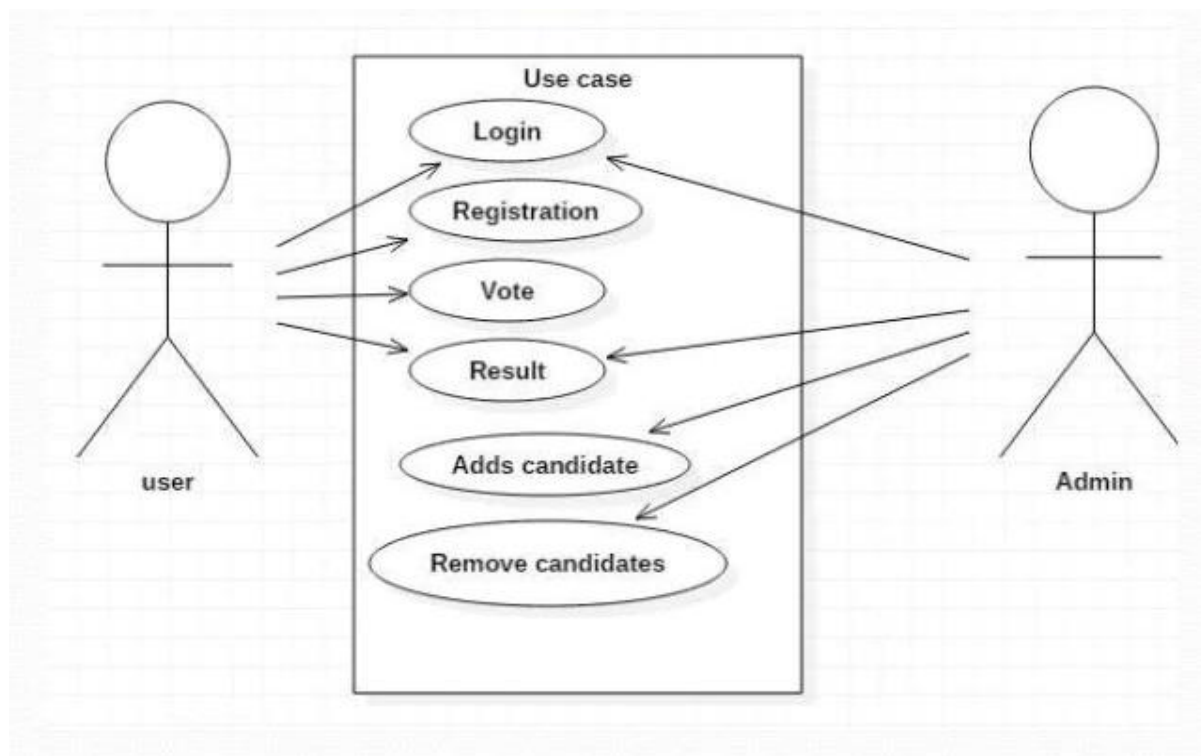 Use case
Login
Registration
Vote
Result
Adds candidate
Remove candidates
user
Admin